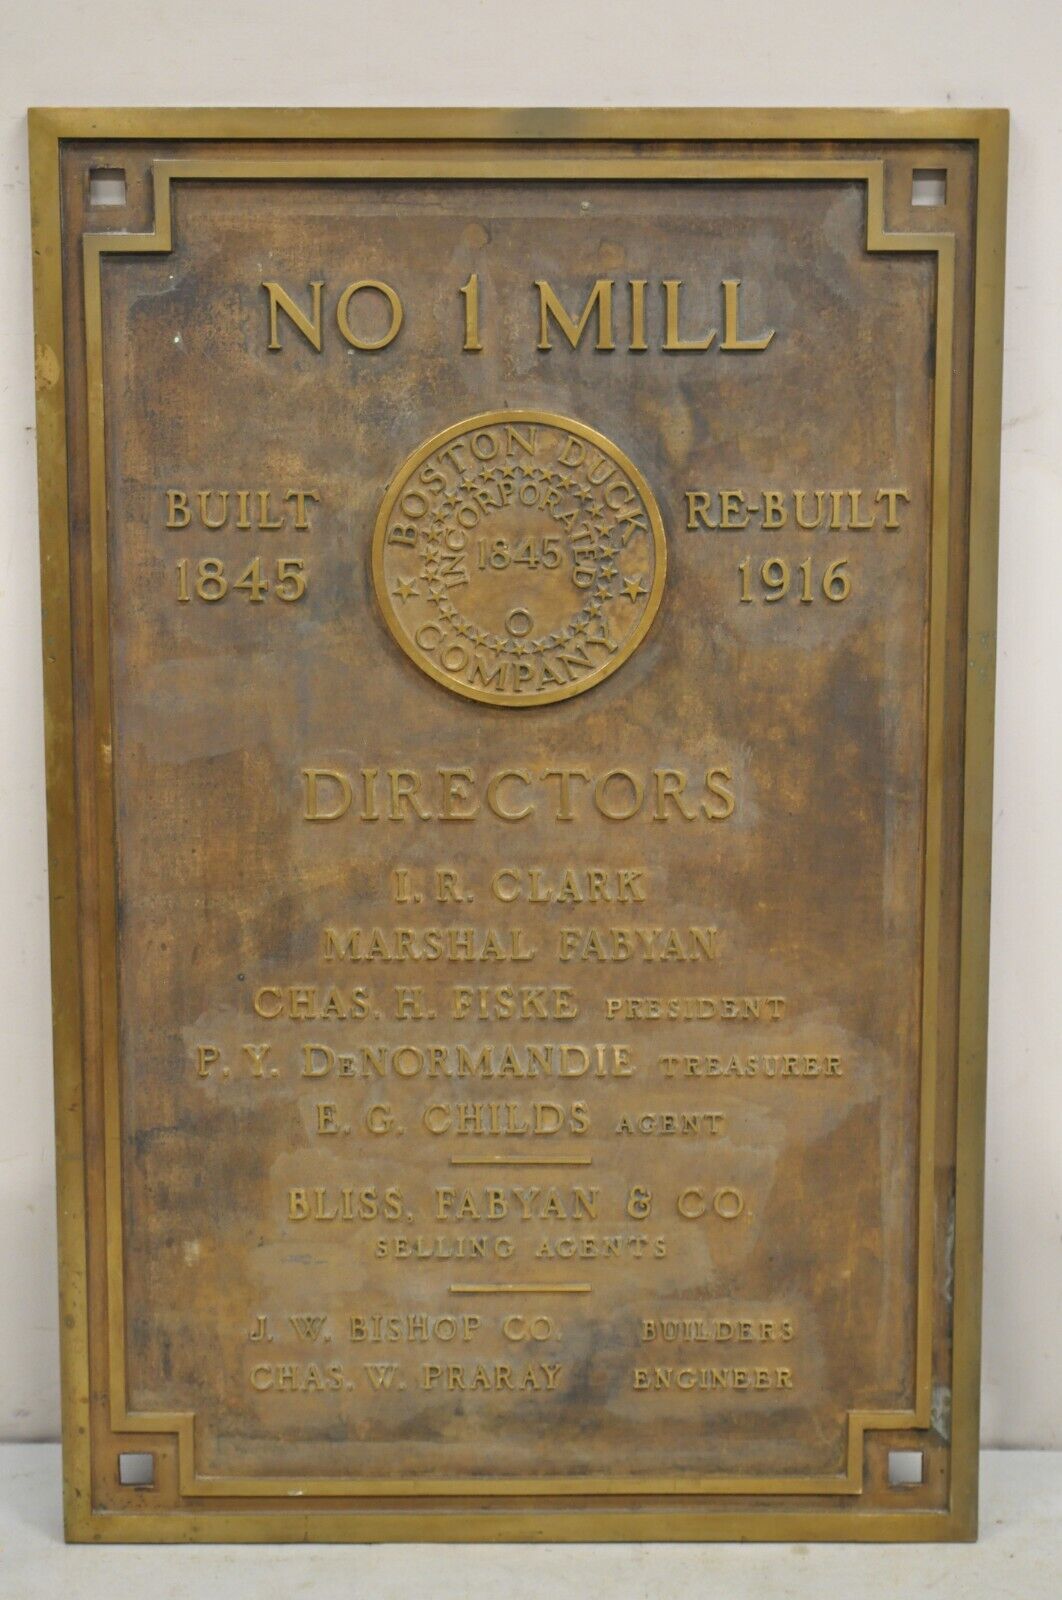 NO 1 MILL
BUILT
1845
BOSTON DUCK
COMPANY
INCORPORATED
1845
O
RE-BUILT
1916
DIRECTORS
I. R. CLARK
MARSHAL FABYAN
CHAS. H. FISKE PRESIDENT
P. Y. DeNORMANDIE TREASURER
E. G. CHILDS AGENT
BLISS, FABYAN & CO.
SELLING AGENTS
J. W. BISHOP CO. BUILDERS
CHAS. W. PRARAY ENGINEER